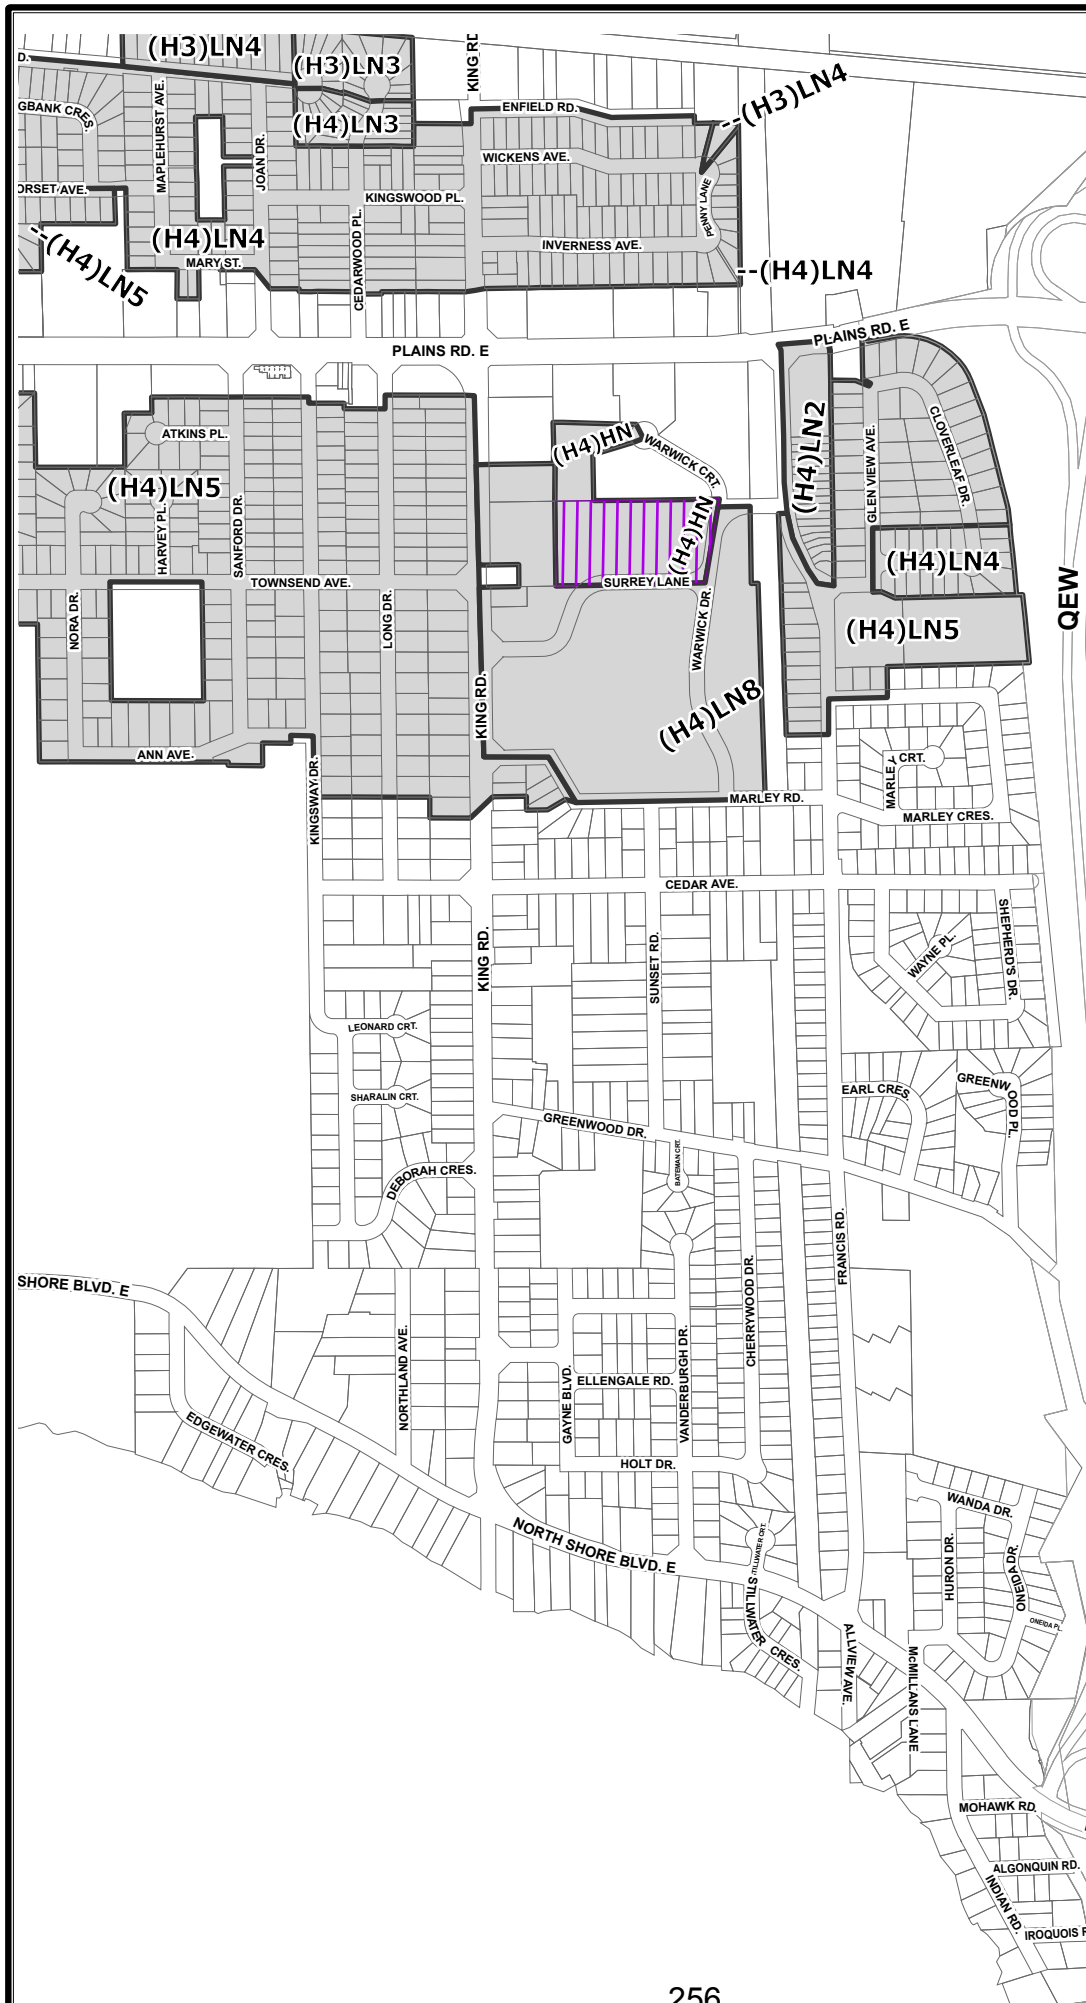 (H3)LN4
(H3)LN3
KING RD
D.
--(H3)LN4
ENFIELD RD.
GBANK CRES.
MAPLEHURST AVE.
(H4)LN3
JOAN DR.
WICKENS AVE.
ORSET AVE.
KINGSWOOD PL.
PENNY LANE
--(H4)LN5
(H4)LN4
CEDARWOOD PL.
INVERNESS AVE.
MARY ST.
--(H4)LN4
PLAINS RD. E
PLAINS RD. E
ATKINS PL.
(H4)HN
WARWICK CRT.
(H4)LN2
GLEN VIEW AVE.
CLOVERLEAF DR.
(H4)LN5
HARVEY PL.
SANFORD DR.
(H4)HN
(H4)LN4
TOWNSEND AVE.
SURREY LANE
QEW
NORA DR.
LONG DR.
WARWICK DR.
(H4)LN5
KING RD.
(H4)LN8
ANN AVE.
KINGSWAY DR.
MARLEY CRT.
MARLEY RD.
MARLEY CRES.
CEDAR AVE.
KING RD.
SUNSET RD.
WAYNE PL.
SHEPHERD'S DR.
LEONARD CRT.
SHARALIN CRT.
EARL CRES.
GREENWOOD PL.
GREENWOOD DR.
BATEMAN CRT.
DEBORAH CRES.
FRANCIS RD.
SHORE BLVD. E
CHERRYWOOD DR.
NORTHLAND AVE.
VANDERBURGH DR.
GAYNE BLVD.
ELLENGALE RD.
EDGEWATER CRES.
HOLT DR.
NORTH SHORE BLVD. E
STILLWATER CRT.
STILLWATER CRES.
WANDA DR.
HURON DR.
ONEIDA DR.
ONEIDA PL.
ALLVIEW AVE.
McMILLANS LANE
MOHAWK RD.
ALGONQUIN RD.
INDIAN RD.
IROQUOIS R
256